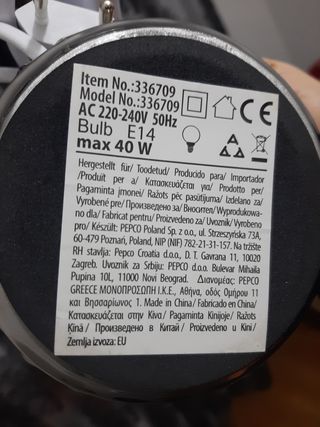 Item No.:336709
Model No.:336709
AC 220-240V 50Hz
Bulb E14
max 40 W
Hergestellt für/ Toodetud/ Producido para/ Importador
/Produit per a/ Κατασκευάζεται για/ Prodotto per/
Pagaminta įmonei/ Ražots pēc pasūtījuma/ Izdelano za/
Vyrobené pre/ Произведено за/ Вносител/ Wyprodukowa-
no dla/ Fabricat pentru/ Proizvedeno za/ Uvoznik/ Vyrobeno
pro/ Készült: PEPCO Poland Sp. z o.o., ul. Strzeszyńska 73A,
60-479 Poznań, Poland, NIP (NIF) 782-21-31-157. Na tržište
RH stavlja: Pepco Croatia d.o.o., D. T. Gavrana 11, 10020
Zagreb. Uvoznik za Srbiju: PEPCO d.o.o. Bulevar Mihaila
Pupina 10L, 11000 Novi Beograd. Διανομέας: PEPCO
GREECE ΜΟΝΟΠΡΟΣΩΠΗ Ι.Κ.Ε., Αθήνα, οδός Ομήρου 11
και Βησσαρίωνος 1. Made in China/ Fabricado en China/
Κατασκευάζεται στην Κίνα/ Pagaminta Kinijoje/ Ražots
Ķīnā / Произведено в Китай/ Proizvedeno u Kini/
Zemlja izvoza: EU